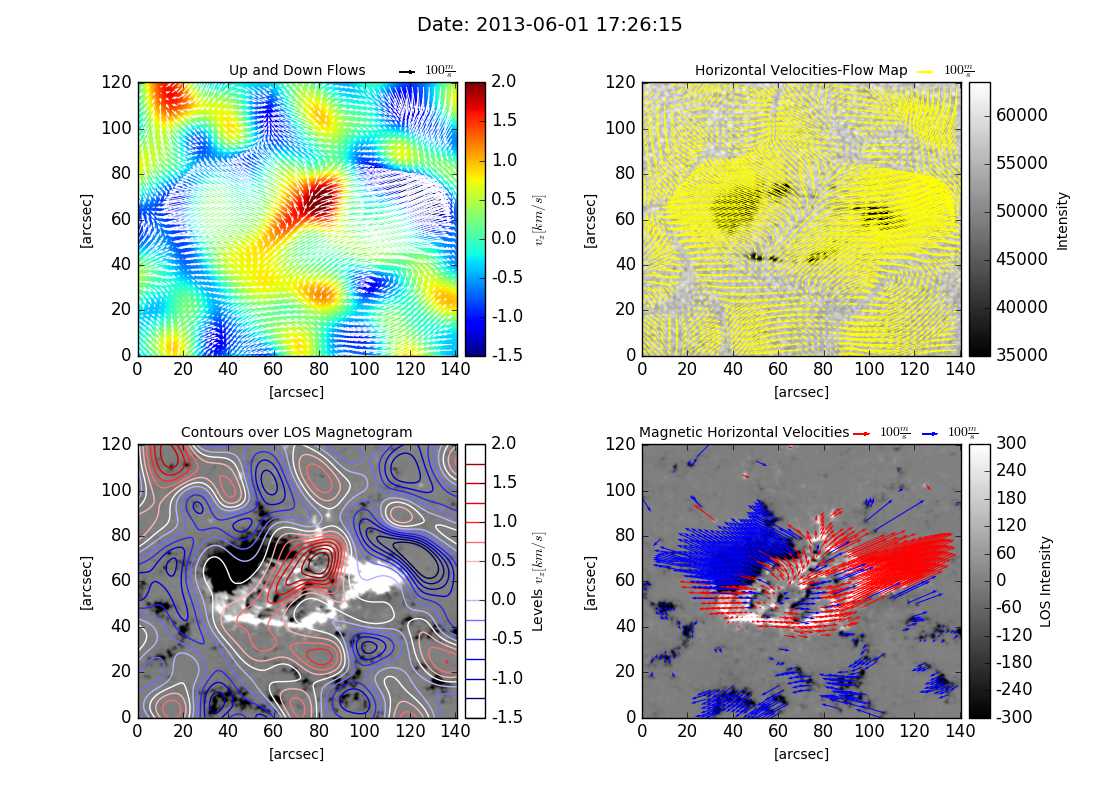 Date: 2013-06-01 17:26:15
Up and Down Flows 100 m/s
Horizontal Velocities-Flow Map 100 m/s
120
100
80
60
40
20
0
[arcsec]
0 20 40 60 80 100 120 140
[arcsec]
2.0
1.5
1.0
0.5
0.0
-0.5
-1.0
-1.5
v_z[km/s]
120
100
80
60
40
20
0
[arcsec]
0 20 40 60 80 100 120 140
[arcsec]
60000
55000
50000
45000
40000
35000
Intensity
Contours over LOS Magnetogram
Magnetic Horizontal Velocities 100 m/s 100 m/s
120
100
80
60
40
20
0
[arcsec]
0 20 40 60 80 100 120 140
[arcsec]
2.0
1.5
1.0
0.5
0.0
-0.5
-1.0
-1.5
Levels v_z[km/s]
120
100
80
60
40
20
0
[arcsec]
0 20 40 60 80 100 120 140
[arcsec]
300
240
180
120
60
0
-60
-120
-180
-240
-300
LOS Intensity